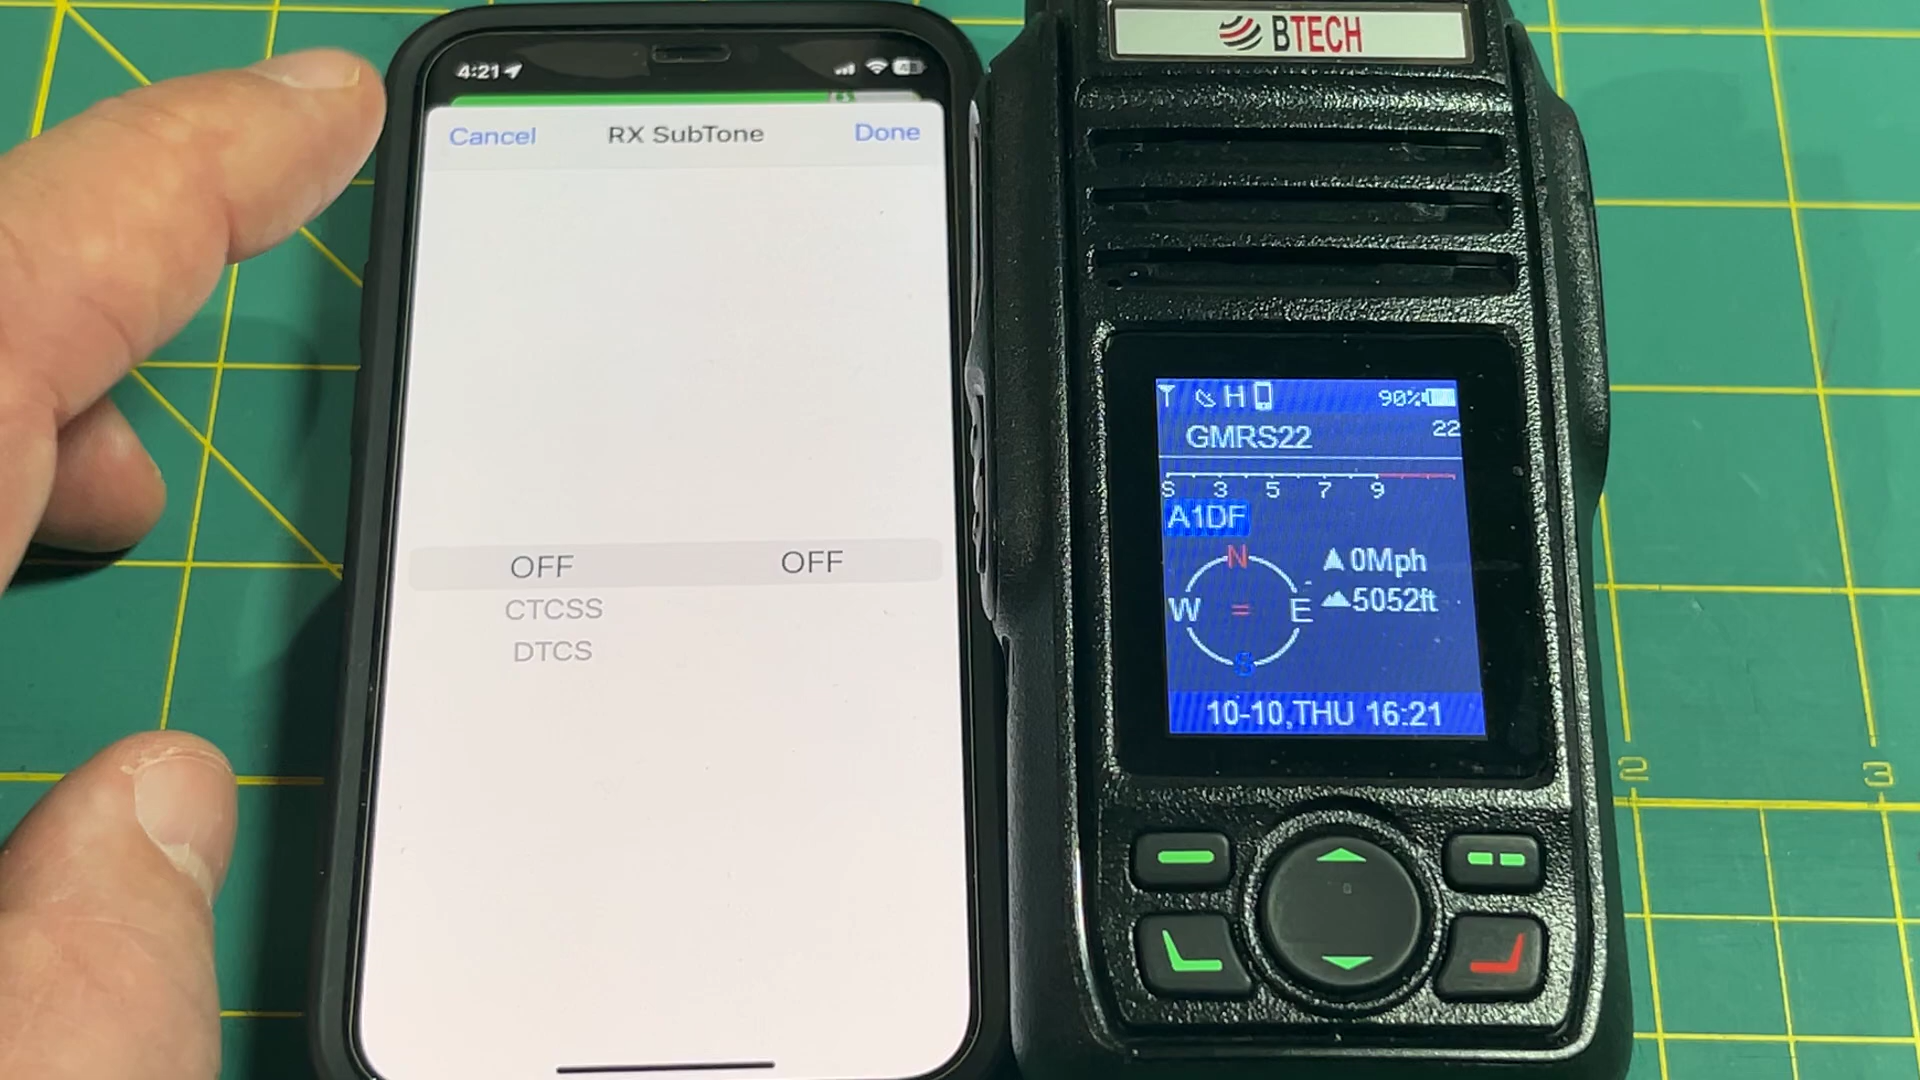 4:21
Cancel RX SubTone Done
OFF OFF
CTCSS
DTCS
BTECH
H 90%
GMRS22 22
S 3 5 7 9
A1DF
N
W E
S
0Mph
5052ft
10-10,THU 16:21
2 3